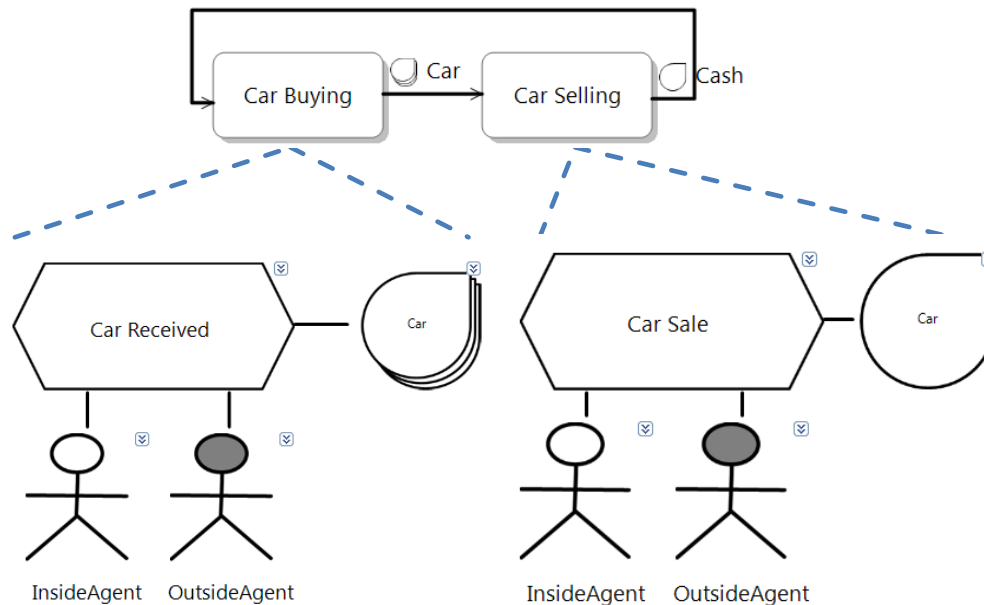 Car Buying
Car
Car Selling
Cash
Car Received
Car
Car Sale
Car
InsideAgent
OutsideAgent
InsideAgent
OutsideAgent